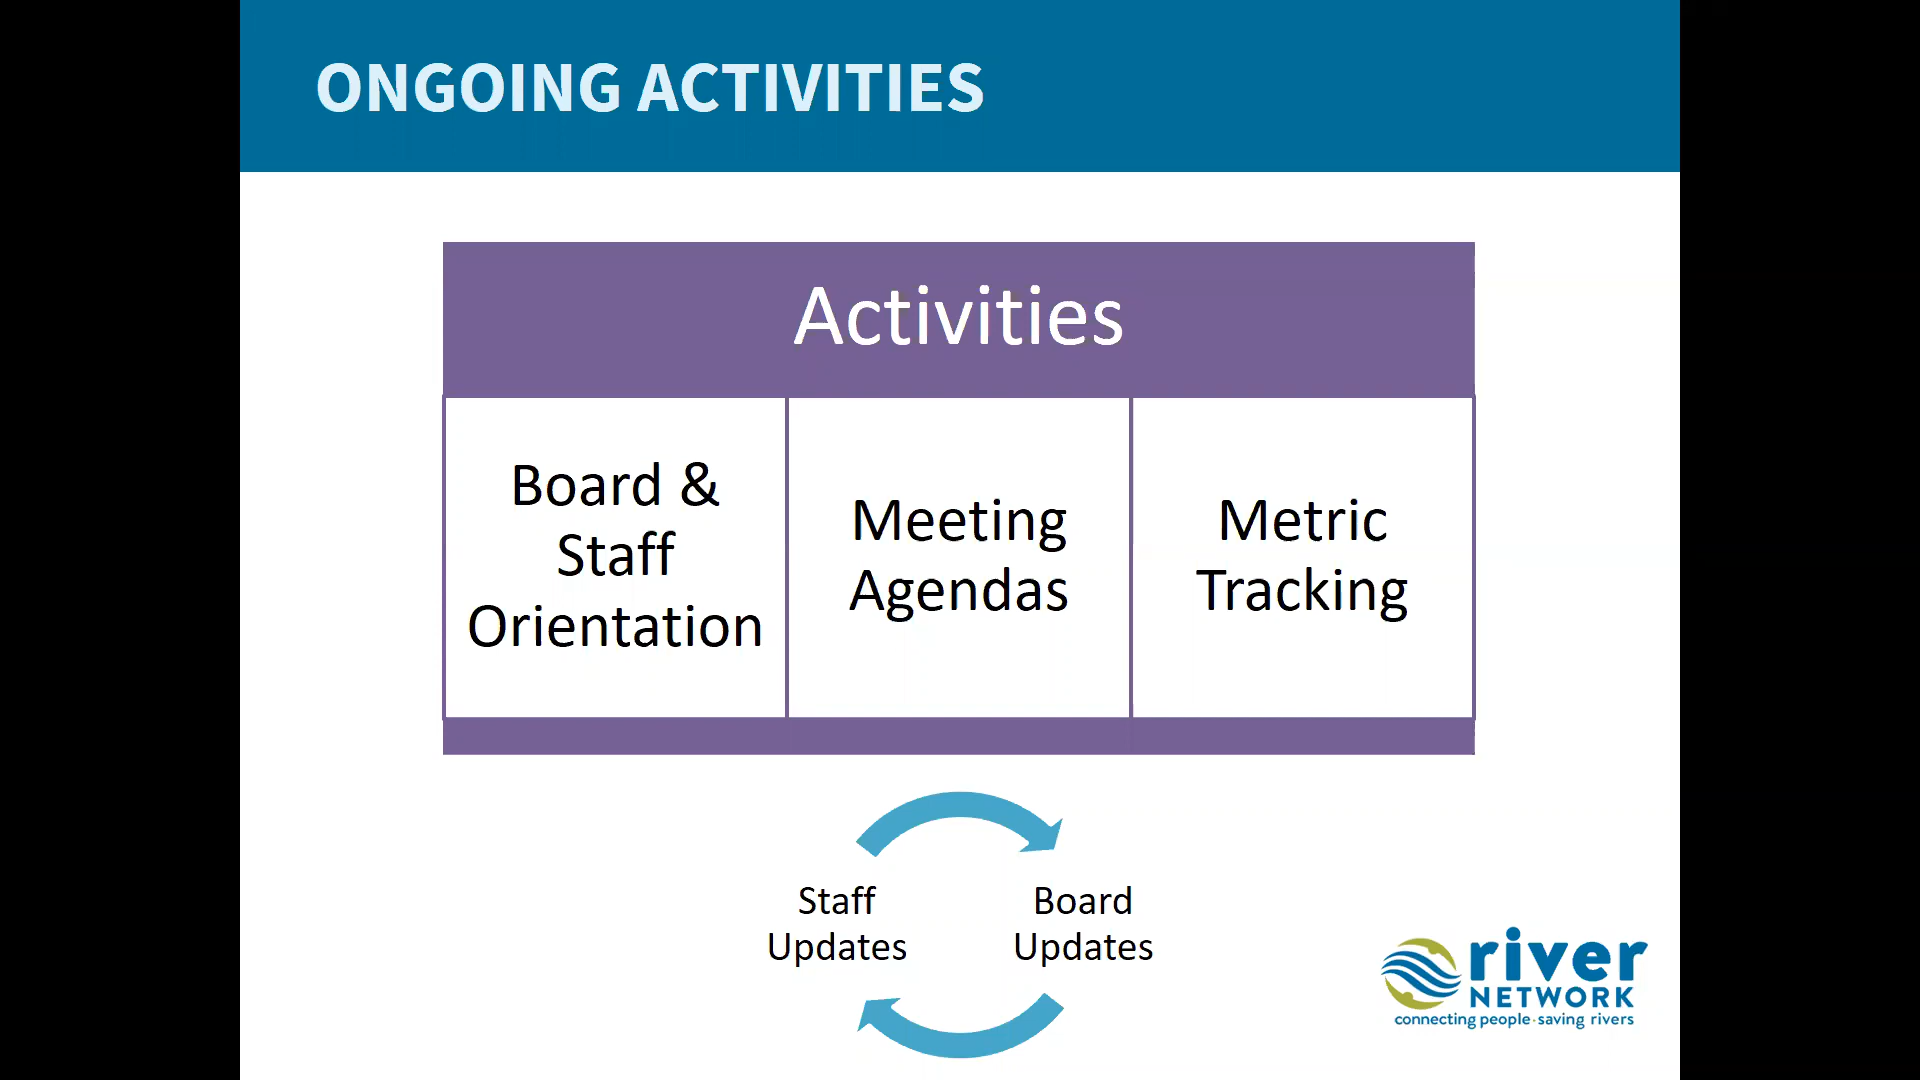 ONGOING ACTIVITIES
Activities
Board &
Staff
Orientation
Meeting
Agendas
Metric
Tracking
Staff
Updates
Board
Updates
river
NETWORK
connecting people·saving rivers